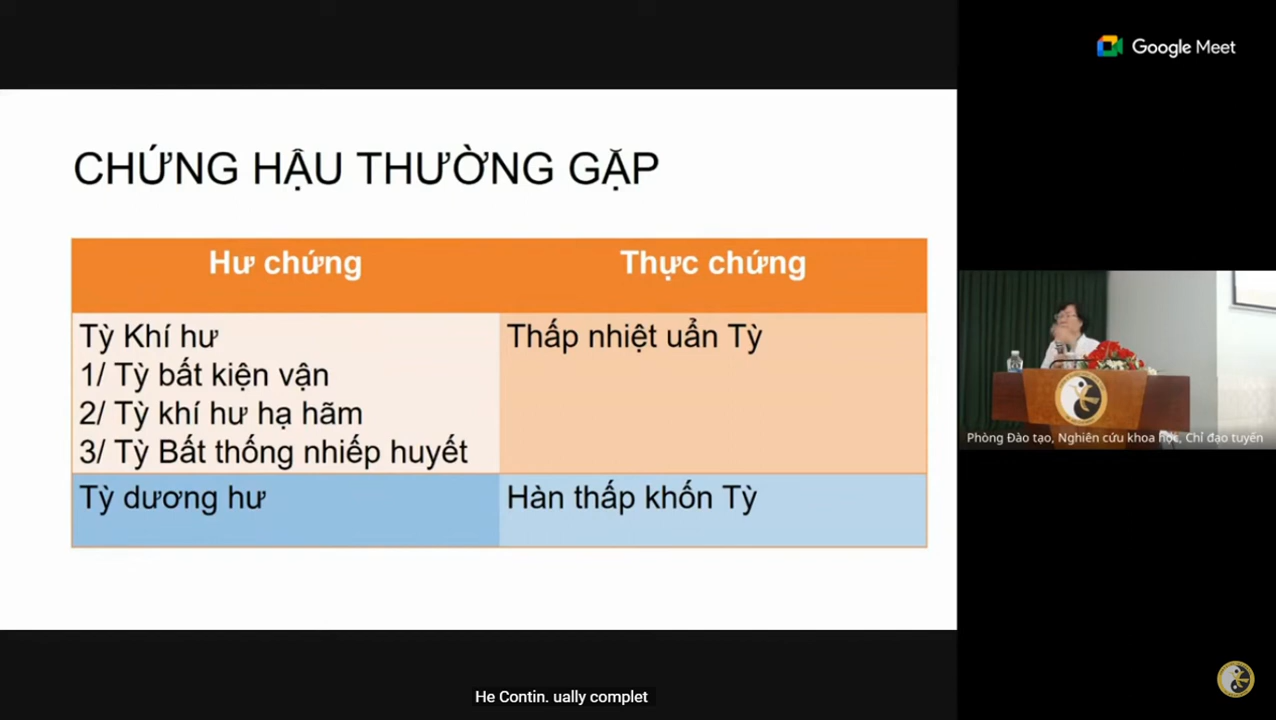 Google Meet
CHỨNG HẬU THƯỜNG GẶP
Hư chứng
Thực chứng
Tỳ Khí hư
1/ Tỳ bất kiện vận
2/ Tỳ khí hư hạ hãm
3/ Tỳ Bất thống nhiếp huyết
Thấp nhiệt uẩn Tỳ
Tỳ dương hư
Hàn thấp khốn Tỳ
Phòng Đào tạo, Nghiên cứu khoa học, Chỉ đạo tuyến
He Contin. ually complet